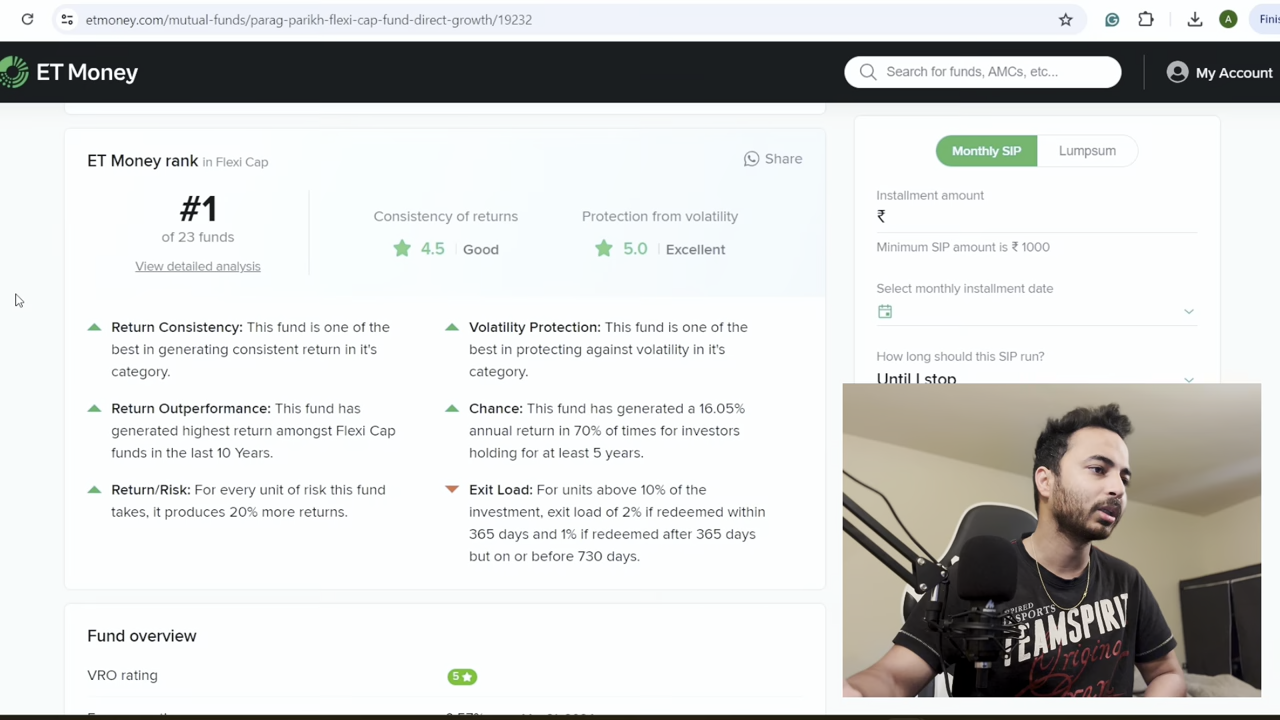 etmoney.com/mutual-funds/parag-parikh-flexi-cap-fund-direct-growth/19232
A
Finis
ET Money
Search for funds, AMCs, etc...
My Account
ET Money rank in Flexi Cap
Share
#1
of 23 funds
View detailed analysis
Consistency of returns
4.5 Good
Protection from volatility
5.0 Excellent
Return Consistency: This fund is one of the
best in generating consistent return in it's
category.
Return Outperformance: This fund has
generated highest return amongst Flexi Cap
funds in the last 10 Years.
Return/Risk: For every unit of risk this fund
takes, it produces 20% more returns.
Volatility Protection: This fund is one of the
best in protecting against volatility in it's
category.
Chance: This fund has generated a 16.05%
annual return in 70% of times for investors
holding for at least 5 years.
Exit Load: For units above 10% of the
investment, exit load of 2% if redeemed within
365 days and 1% if redeemed after 365 days
but on or before 730 days.
Fund overview
VRO rating
5
Monthly SIP
Lumpsum
Installment amount
₹
Minimum SIP amount is ₹ 1000
Select monthly installment date
How long should this SIP run?
Until I stop
TEAMSPIRIT